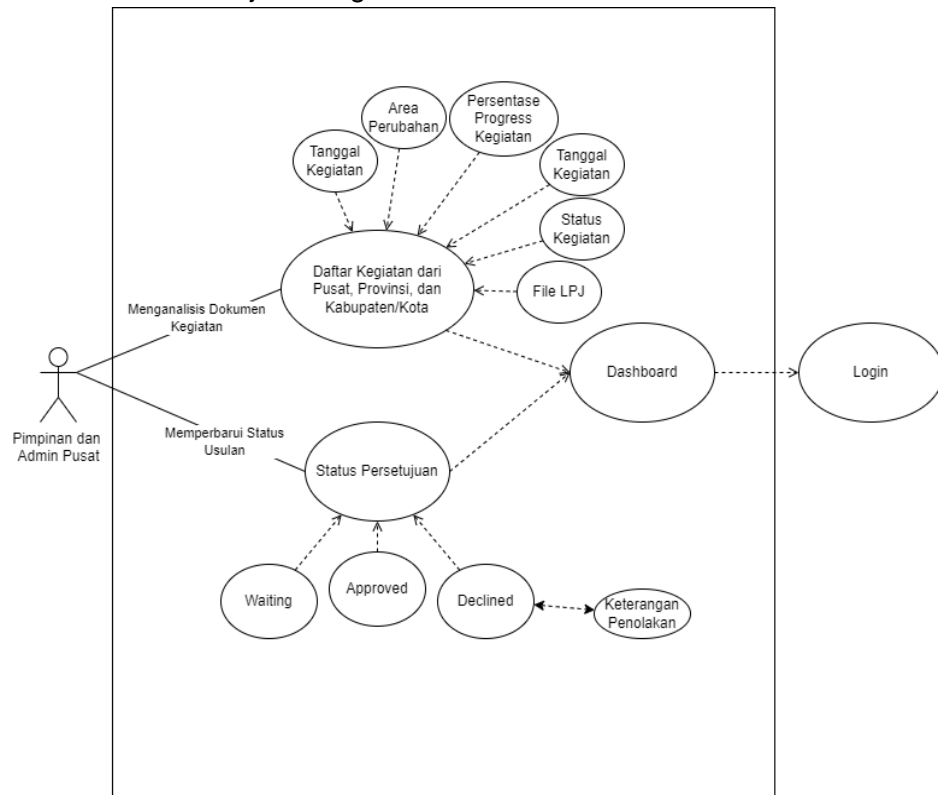 Area
Perubahan
Persentase
Progress
Kegiatan
Tanggal
Kegiatan
Tanggal
Kegiatan
Status
Kegiatan
Daftar Kegiatan dari
Pusat, Provinsi, dan
Kabupaten/Kota
File LPJ
Menganalisis Dokumen
Kegiatan
Dashboard
Login
Pimpinan dan
Admin Pusat
Memperbarui Status
Usulan
Status Persetujuan
Waiting
Approved
Declined
Keterangan
Penolakan